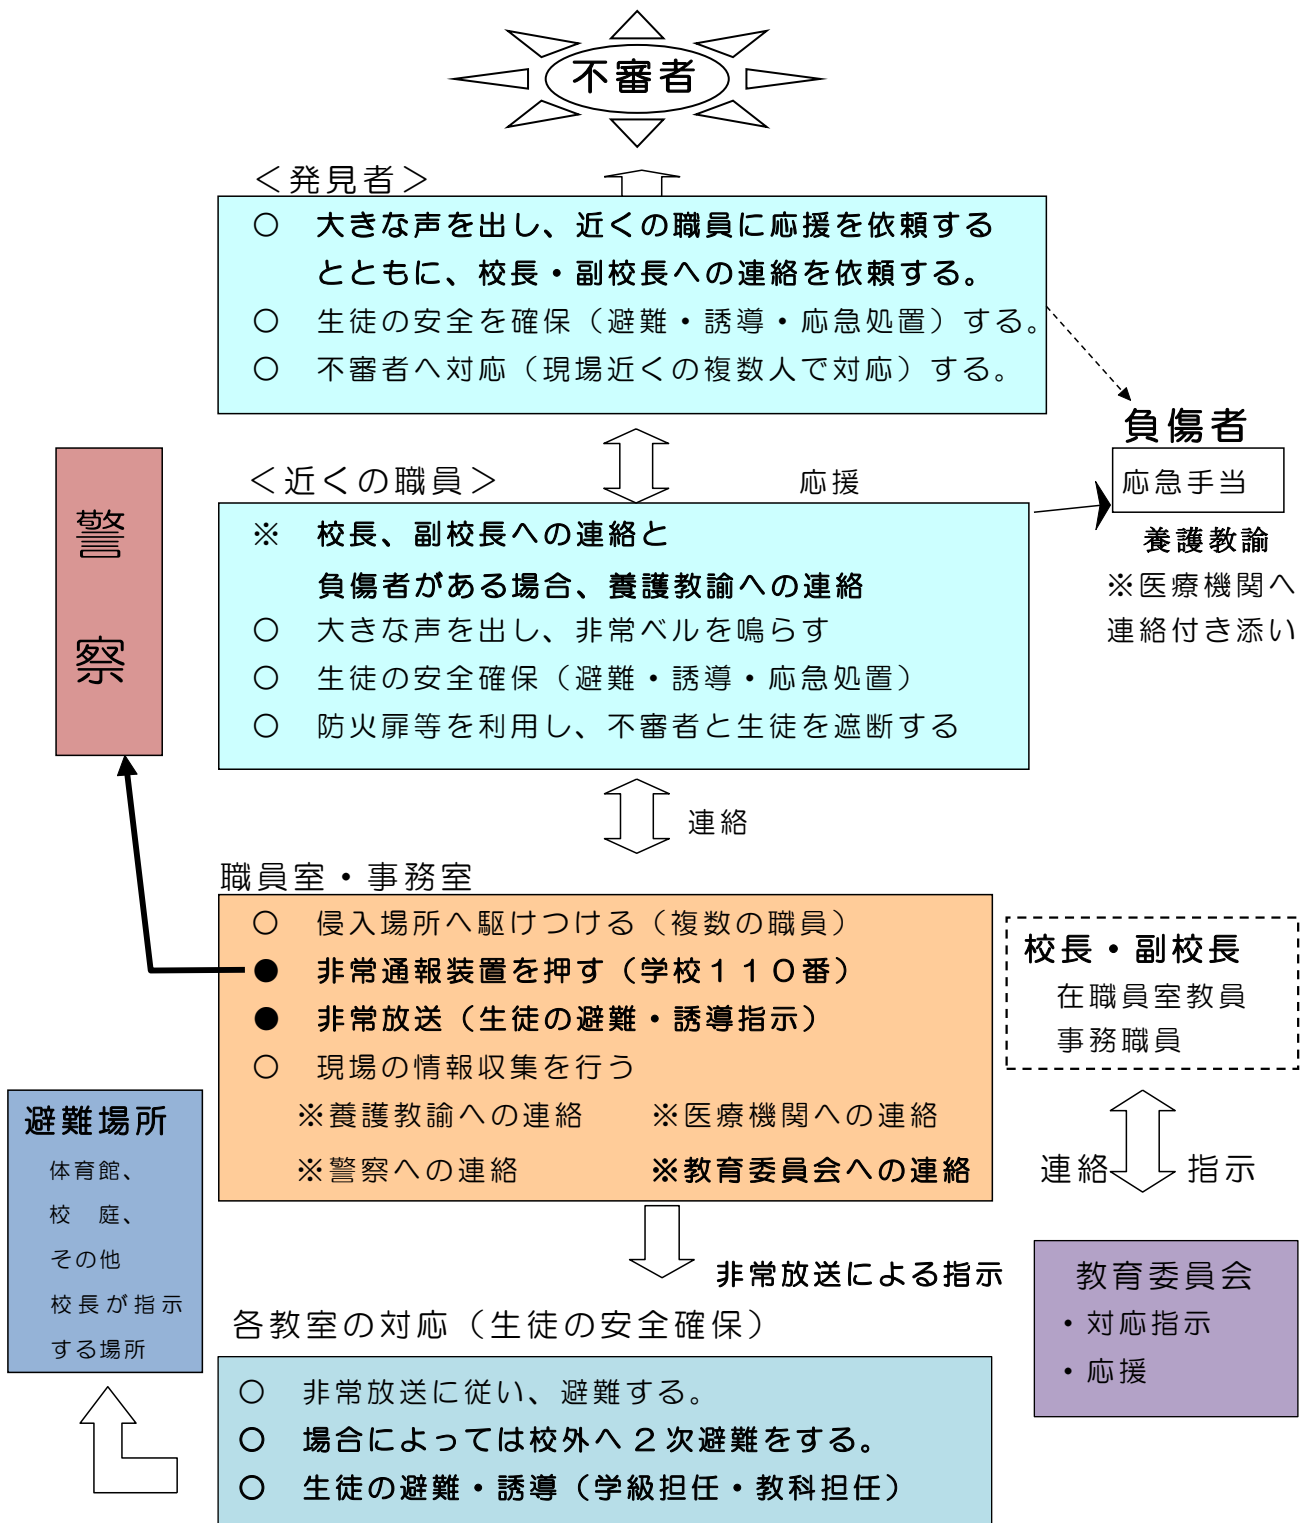 不審者
＜発見者＞
○　大きな声を出し、近くの職員に応援を依頼する
とともに、校長・副校長への連絡を依頼する。
○　生徒の安全を確保（避難・誘導・応急処置）する。
○　不審者へ対応（現場近くの複数人で対応）する。
負傷者
応急手当
養護教諭
※医療機関へ
連絡付き添い
警
察
＜近くの職員＞
応援
※　校長、副校長への連絡と
負傷者がある場合、養護教諭への連絡
○　大きな声を出し、非常ベルを鳴らす
○　生徒の安全確保（避難・誘導・応急処置）
○　防火扉等を利用し、不審者と生徒を遮断する
連絡
職員室・事務室
○　侵入場所へ駆けつける（複数の職員）
●　非常通報装置を押す（学校１１０番）
●　非常放送（生徒の避難・誘導指示）
○　現場の情報収集を行う
※養護教諭への連絡　　※医療機関への連絡
※警察への連絡　　※教育委員会への連絡
校長・副校長
在職員室教員
事務職員
連絡　指示
教育委員会
・対応指示
・応援
避難場所
体育館、
校　庭、
その他
校長が指示
する場所
非常放送による指示
各教室の対応（生徒の安全確保）
○　非常放送に従い、避難する。
○　場合によっては校外へ２次避難をする。
○　生徒の避難・誘導（学級担任・教科担任）